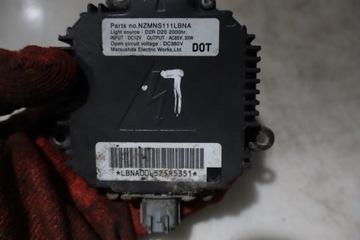 Parts no.NZMNS111LBNA
Light source : D2R D2S 2000hr.
INPUT : DC12V OUTPUT : AC85V, 35W
Open circuit voltage : DC380V
Matsushita Electric Works, Ltd. DOT